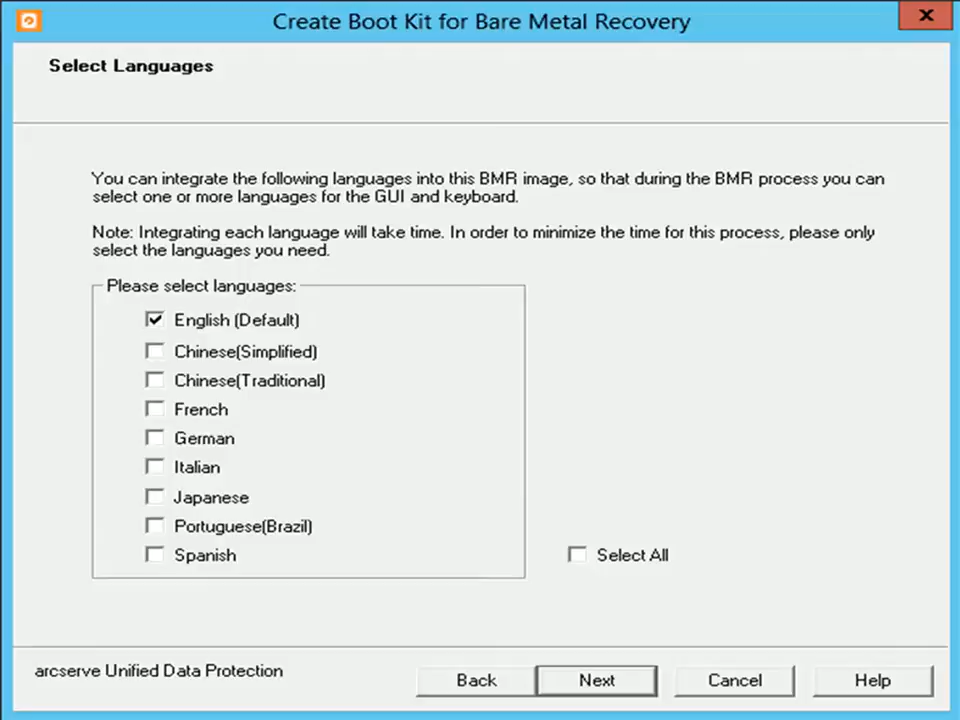 Create Boot Kit for Bare Metal Recovery
Select Languages
You can integrate the following languages into this BMR image, so that during the BMR process you can
select one or more languages for the GUI and keyboard.
Note: Integrating each language will take time. In order to minimize the time for this process, please only
select the languages you need.
Please select languages:
English (Default)
Chinese(Simplified)
Chinese(Traditional)
French
German
Italian
Japanese
Portuguese(Brazil)
Spanish
Select All
arcserve Unified Data Protection
Back
Next
Cancel
Help